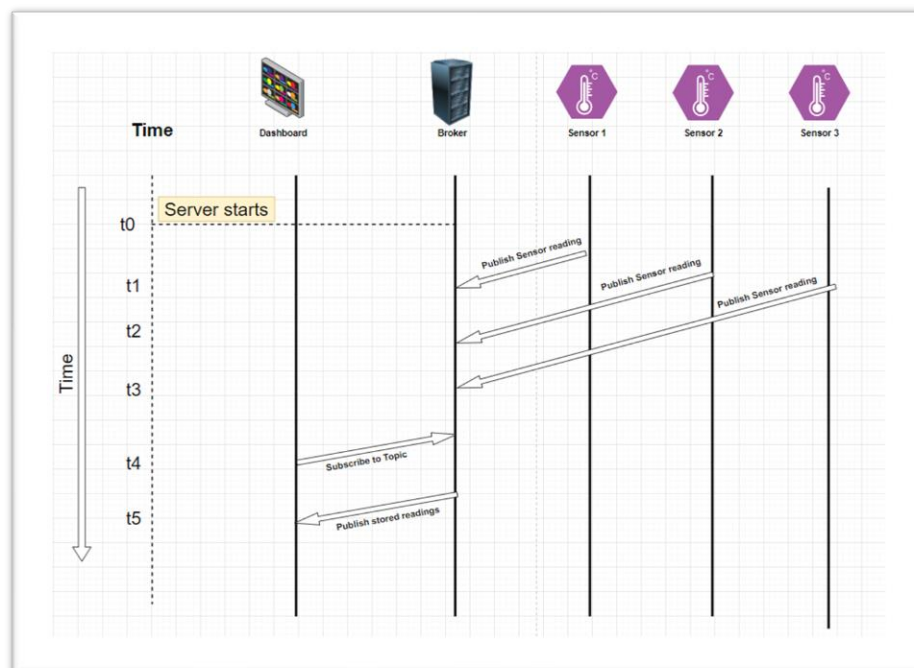 Time
Dashboard
Broker
°C
Sensor 1
°C
Sensor 2
°C
Sensor 3
Server starts
t0
Publish Sensor reading
Publish Sensor reading
Publish Sensor reading
t1
t2
Time
t3
t4
Subscribe to Topic
t5
Publish stored readings